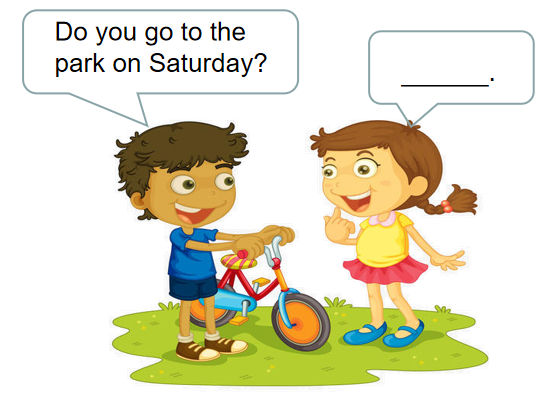 Do you go to the
park on Saturday?
______.